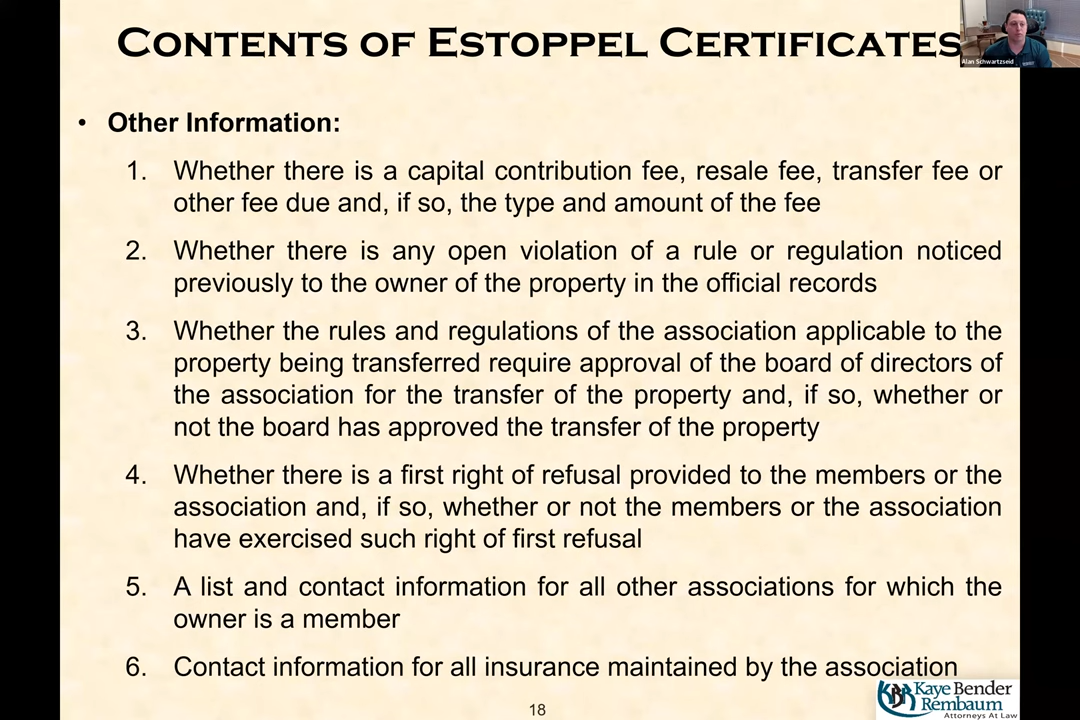 CONTENTS OF ESTOPPEL CERTIFICATES
Alan Schwartzseid
• Other Information:
1. Whether there is a capital contribution fee, resale fee, transfer fee or
other fee due and, if so, the type and amount of the fee
2. Whether there is any open violation of a rule or regulation noticed
previously to the owner of the property in the official records
3. Whether the rules and regulations of the association applicable to the
property being transferred require approval of the board of directors of
the association for the transfer of the property and, if so, whether or
not the board has approved the transfer of the property
4. Whether there is a first right of refusal provided to the members or the
association and, if so, whether or not the members or the association
have exercised such right of first refusal
5. A list and contact information for all other associations for which the
owner is a member
6. Contact information for all insurance maintained by the association
18
KBR Kaye Bender
Rembaum
Attorneys At Law